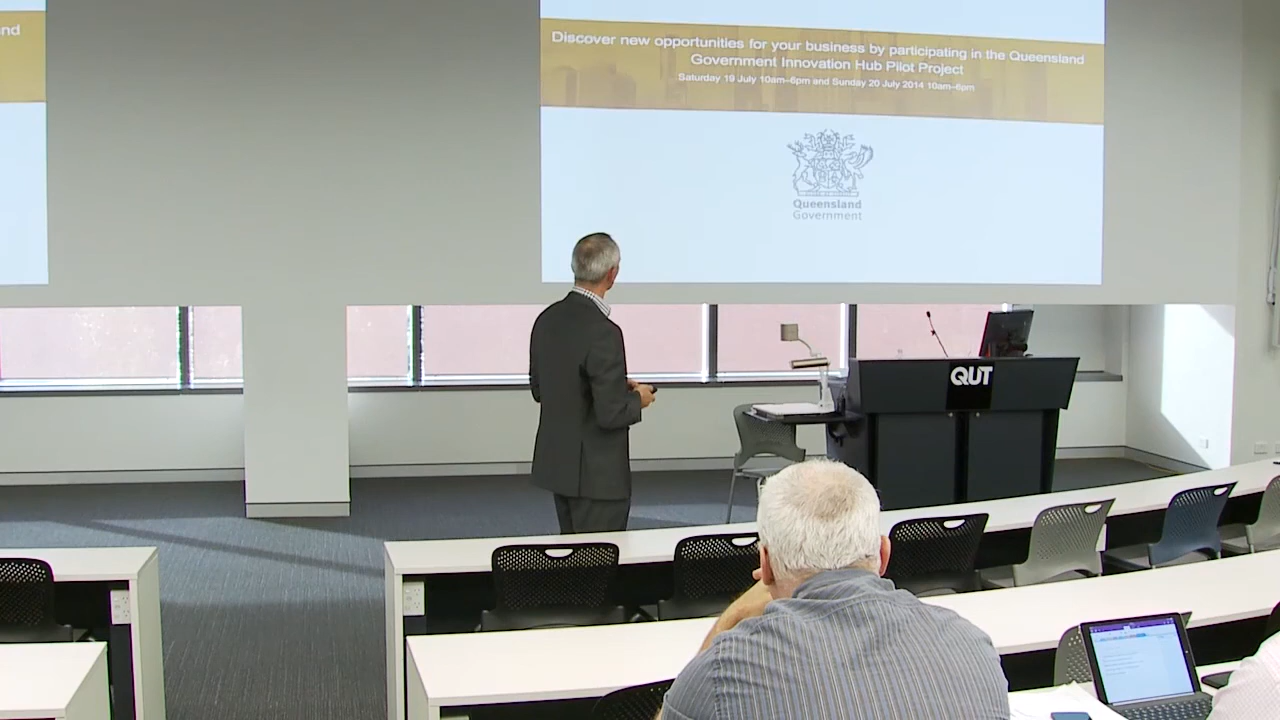 nd
Discover new opportunities for your business by participating in the Queensland
Government Innovation Hub Pilot Project
Saturday 19 July 10am–6pm and Sunday 20 July 2014 10am–6pm
Queensland
Government
QUT